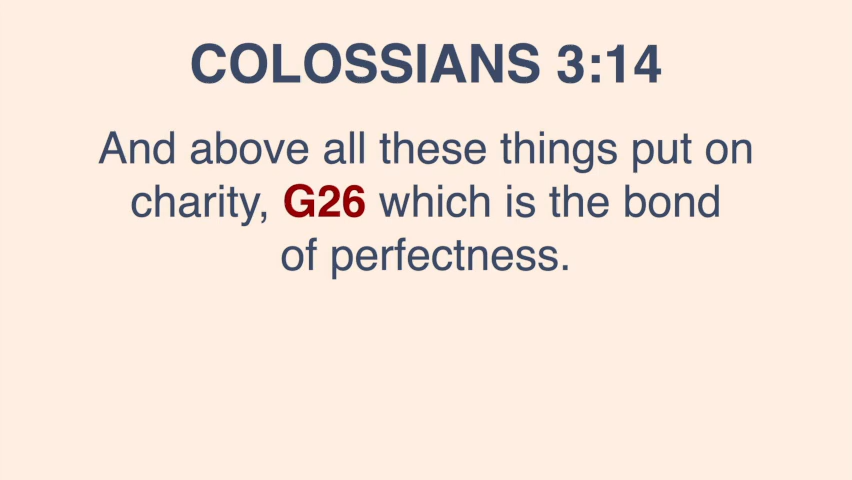 COLOSSIANS 3:14
And above all these things put on
charity, G26 which is the bond
of perfectness.